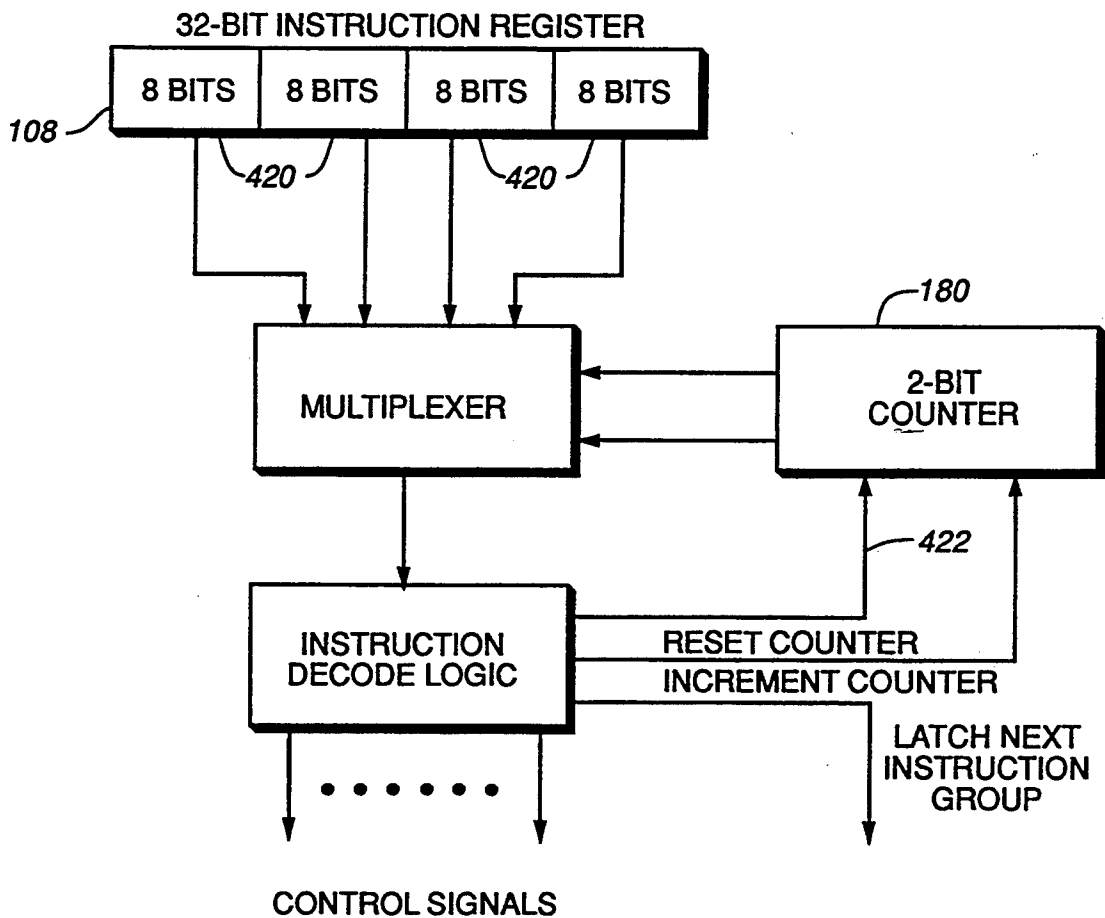 32-BIT INSTRUCTION REGISTER
8 BITS 8 BITS 8 BITS 8 BITS
108
420 420
180
2-BIT
COUNTER
MULTIPLEXER
422
INSTRUCTION
DECODE LOGIC
RESET COUNTER
INCREMENT COUNTER
LATCH NEXT
INSTRUCTION
GROUP
CONTROL SIGNALS